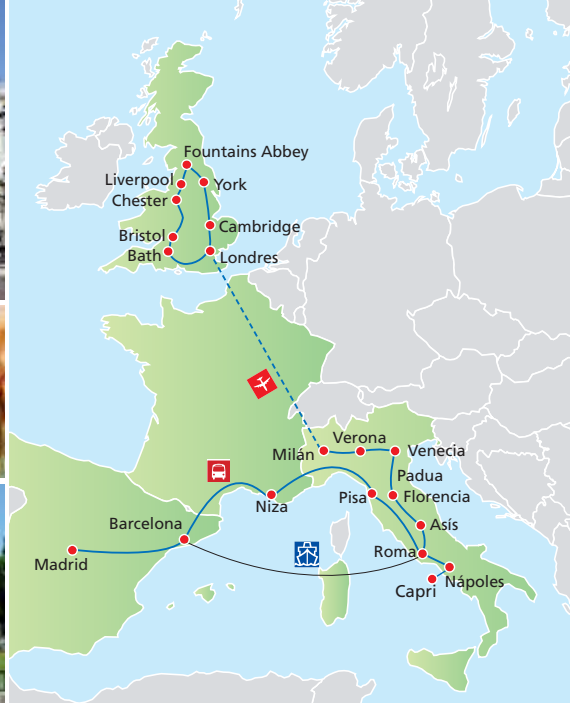 Fountains Abbey
Liverpool
York
Chester
Cambridge
Bristol
Bath
Londres
Milán
Verona
Venecia
Padua
Pisa
Florencia
Niza
Asís
Barcelona
Roma
Madrid
Nápoles
Capri